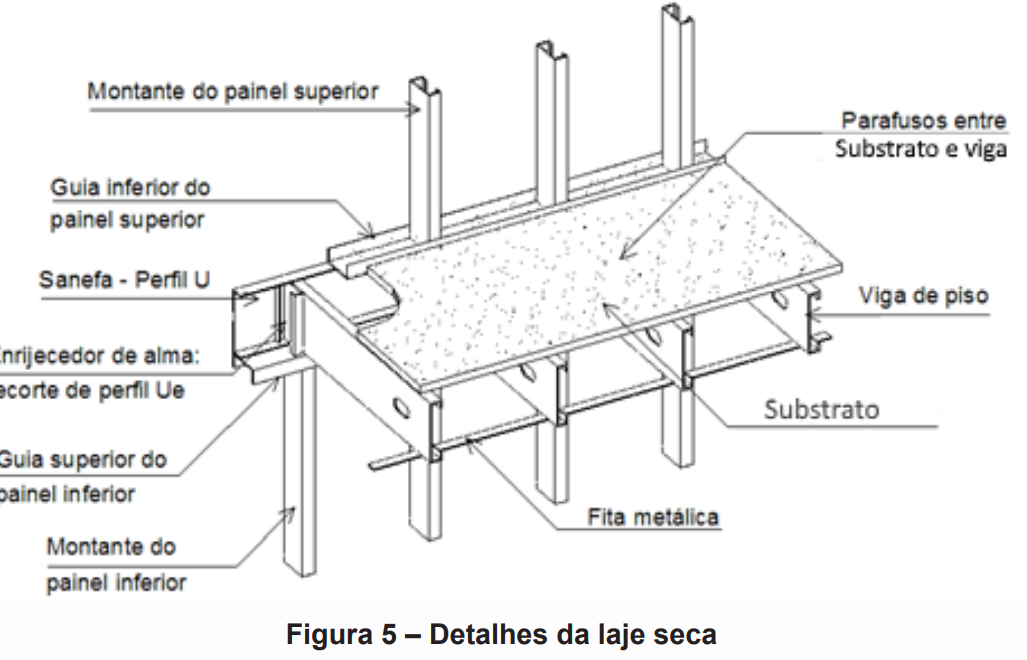 Montante do painel superior
Parafusos entre
Substrato e viga
Guia inferior do
painel superior
Sanefa - Perfil U
Viga de piso
nrijecedor de alma:
ecorte de perfil Ue
Substrato
Guia superior do
painel inferior
Fita metálica
Montante do
painel inferior
Figura 5 – Detalhes da laje seca